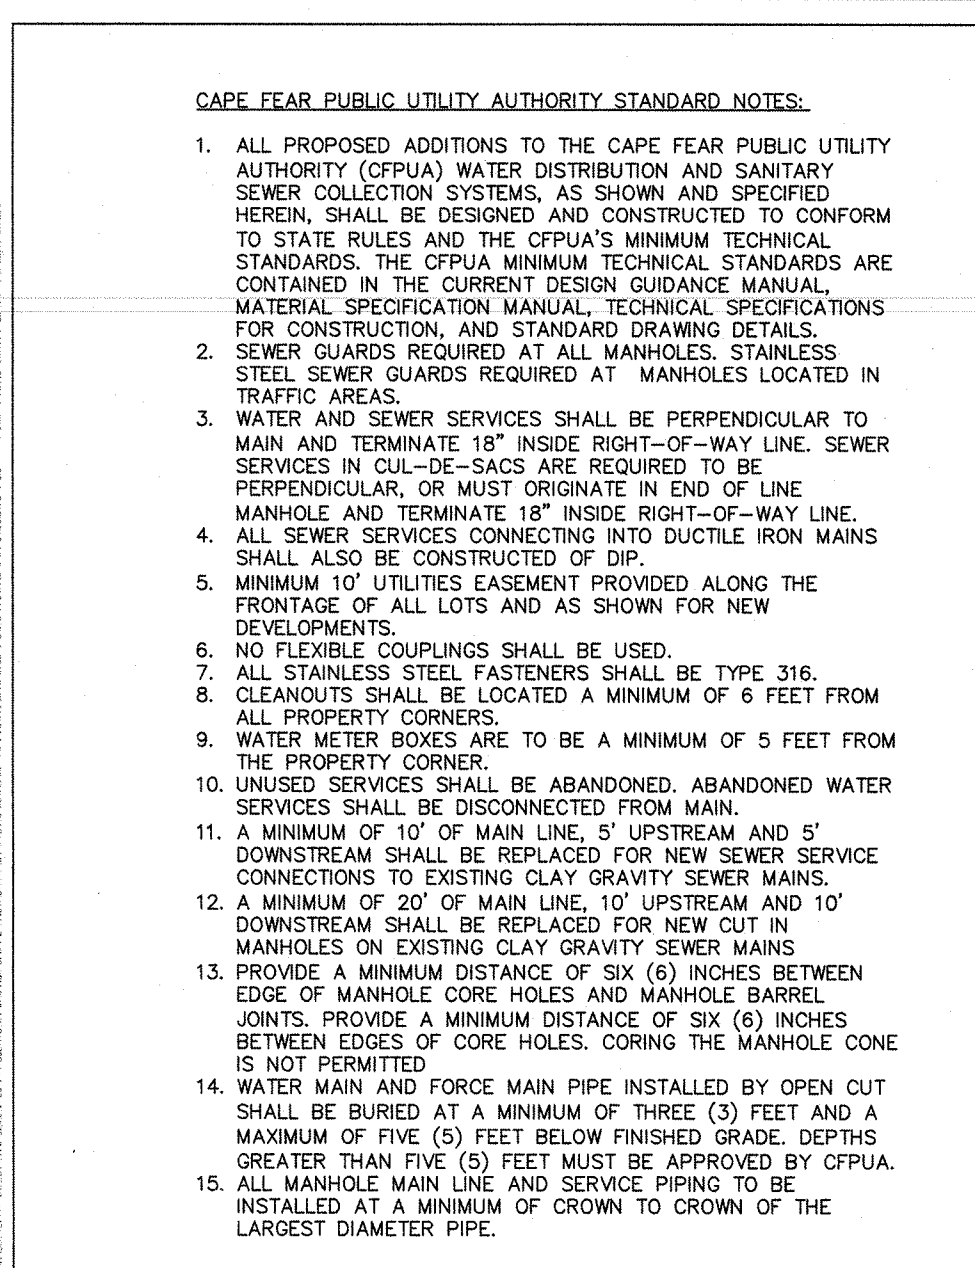 CAPE FEAR PUBLIC UTILITY AUTHORITY STANDARD NOTES:
1. ALL PROPOSED ADDITIONS TO THE CAPE FEAR PUBLIC UTILITY
AUTHORITY (CFPUA) WATER DISTRIBUTION AND SANITARY
SEWER COLLECTION SYSTEMS, AS SHOWN AND SPECIFIED
HEREIN, SHALL BE DESIGNED AND CONSTRUCTED TO CONFORM
TO STATE RULES AND THE CFPUA'S MINIMUM TECHNICAL
STANDARDS. THE CFPUA MINIMUM TECHNICAL STANDARDS ARE
CONTAINED IN THE CURRENT DESIGN GUIDANCE MANUAL,
MATERIAL SPECIFICATION MANUAL, TECHNICAL SPECIFICATIONS
FOR CONSTRUCTION, AND STANDARD DRAWING DETAILS.
2. SEWER GUARDS REQUIRED AT ALL MANHOLES. STAINLESS
STEEL SEWER GUARDS REQUIRED AT MANHOLES LOCATED IN
TRAFFIC AREAS.
3. WATER AND SEWER SERVICES SHALL BE PERPENDICULAR TO
MAIN AND TERMINATE 18" INSIDE RIGHT-OF-WAY LINE. SEWER
SERVICES IN CUL-DE-SACS ARE REQUIRED TO BE
PERPENDICULAR, OR MUST ORIGINATE IN END OF LINE
MANHOLE AND TERMINATE 18" INSIDE RIGHT-OF-WAY LINE.
4. ALL SEWER SERVICES CONNECTING INTO DUCTILE IRON MAINS
SHALL ALSO BE CONSTRUCTED OF DIP.
5. MINIMUM 10' UTILITIES EASEMENT PROVIDED ALONG THE
FRONTAGE OF ALL LOTS AND AS SHOWN FOR NEW
DEVELOPMENTS.
6. NO FLEXIBLE COUPLINGS SHALL BE USED.
7. ALL STAINLESS STEEL FASTENERS SHALL BE TYPE 316.
8. CLEANOUTS SHALL BE LOCATED A MINIMUM OF 6 FEET FROM
ALL PROPERTY CORNERS.
9. WATER METER BOXES ARE TO BE A MINIMUM OF 5 FEET FROM
THE PROPERTY CORNER.
10. UNUSED SERVICES SHALL BE ABANDONED. ABANDONED WATER
SERVICES SHALL BE DISCONNECTED FROM MAIN.
11. A MINIMUM OF 10' OF MAIN LINE, 5' UPSTREAM AND 5'
DOWNSTREAM SHALL BE REPLACED FOR NEW SEWER SERVICE
CONNECTIONS TO EXISTING CLAY GRAVITY SEWER MAINS.
12. A MINIMUM OF 20' OF MAIN LINE, 10' UPSTREAM AND 10'
DOWNSTREAM SHALL BE REPLACED FOR NEW CUT IN
MANHOLES ON EXISTING CLAY GRAVITY SEWER MAINS
13. PROVIDE A MINIMUM DISTANCE OF SIX (6) INCHES BETWEEN
EDGE OF MANHOLE CORE HOLES AND MANHOLE BARREL
JOINTS. PROVIDE A MINIMUM DISTANCE OF SIX (6) INCHES
BETWEEN EDGES OF CORE HOLES. CORING THE MANHOLE CONE
IS NOT PERMITTED
14. WATER MAIN AND FORCE MAIN PIPE INSTALLED BY OPEN CUT
SHALL BE BURIED AT A MINIMUM OF THREE (3) FEET AND A
MAXIMUM OF FIVE (5) FEET BELOW FINISHED GRADE. DEPTHS
GREATER THAN FIVE (5) FEET MUST BE APPROVED BY CFPUA.
15. ALL MANHOLE MAIN LINE AND SERVICE PIPING TO BE
INSTALLED AT A MINIMUM OF CROWN TO CROWN OF THE
LARGEST DIAMETER PIPE.